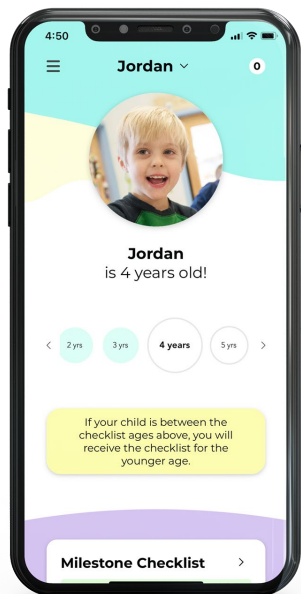 4:50
Jordan
0
Jordan
is 4 years old!
2 yrs 3 yrs 4 years 5 yrs
If your child is between the
checklist ages above, you will
receive the checklist for the
younger age.
Milestone Checklist